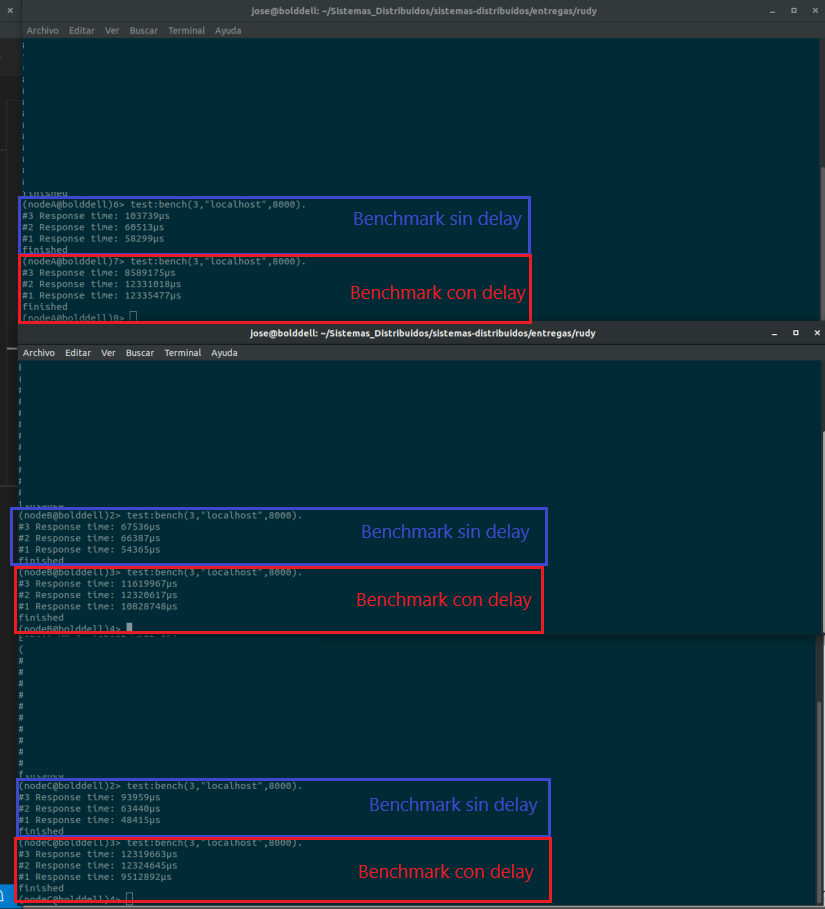 jose@bolddell: ~/Sistemas_Distribuidos/sistemas-distribuidos/entregas/rudy
Archivo Editar Ver Buscar Terminal Ayuda
finished
(nodeA@bolddell)6> test:bench(3,"localhost",8000).
#3 Response time: 103739µs
#2 Response time: 60513µs
#1 Response time: 58299µs
finished
Benchmark sin delay
(nodeA@bolddell)7> test:bench(3,"localhost",8000).
#3 Response time: 8589175µs
#2 Response time: 12331018µs
#1 Response time: 12335477µs
finished
Benchmark con delay
(nodeA@bolddell)8>
jose@bolddell: ~/Sistemas_Distribuidos/sistemas-distribuidos/entregas/rudy
Archivo Editar Ver Buscar Terminal Ayuda
#
#
#
#
#
#
#
#
#
finished
(nodeB@bolddell)2> test:bench(3,"localhost",8000).
#3 Response time: 67536µs
#2 Response time: 66387µs
#1 Response time: 54365µs
finished
Benchmark sin delay
(nodeB@bolddell)3> test:bench(3,"localhost",8000).
#3 Response time: 11619967µs
#2 Response time: 12320617µs
#1 Response time: 10828748µs
finished
Benchmark con delay
(nodeB@bolddell)4>
(
#
#
#
#
#
#
#
#
#
#
finished
(nodeC@bolddell)2> test:bench(3,"localhost",8000).
#3 Response time: 93959µs
#2 Response time: 63440µs
#1 Response time: 48415µs
finished
Benchmark sin delay
(nodeC@bolddell)3> test:bench(3,"localhost",8000).
#3 Response time: 12319663µs
#2 Response time: 12324645µs
#1 Response time: 9512892µs
finished
Benchmark con delay
(nodeC@bolddell)4>